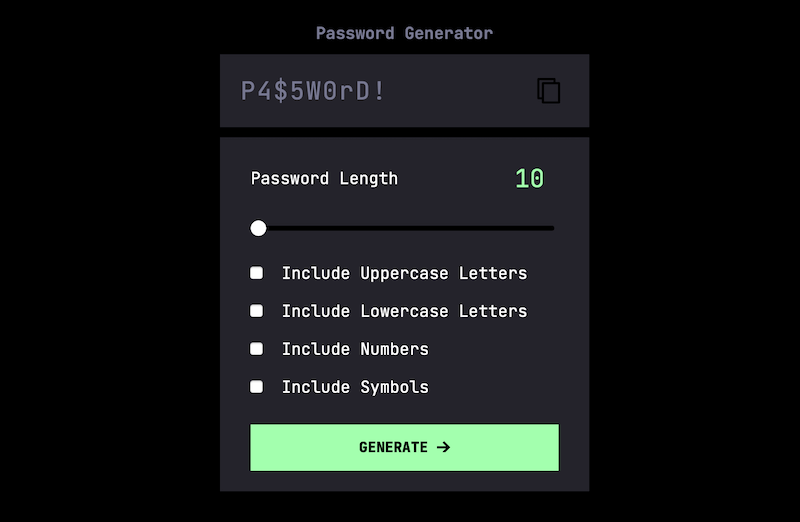 Password Generator
P4$5W0rD!
Password Length
10
Include Uppercase Letters
Include Lowercase Letters
Include Numbers
Include Symbols
GENERATE →